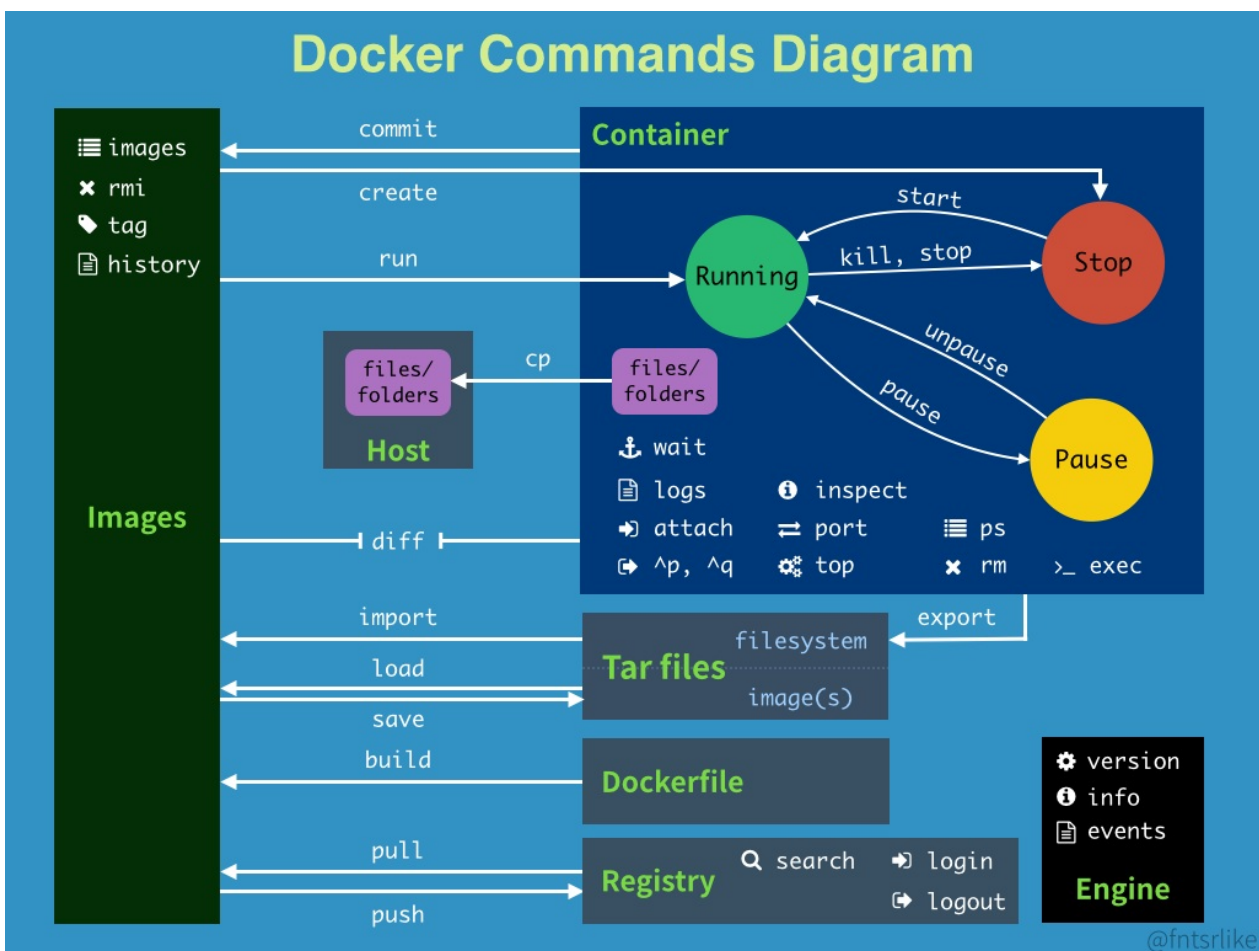 Docker Commands Diagram
images
rmi
tag
history
Images
commit
create
run
Container
start
kill, stop
Running
Stop
unpause
pause
Pause
files/
folders
Host
cp
files/
folders
wait
logs
inspect
attach
port
ps
^p, ^q
top
rm
>_ exec
diff
import
load
save
export
filesystem
Tar files
image(s)
build
Dockerfile
pull
push
Registry
search
login
logout
version
info
events
Engine
@fntsrlike